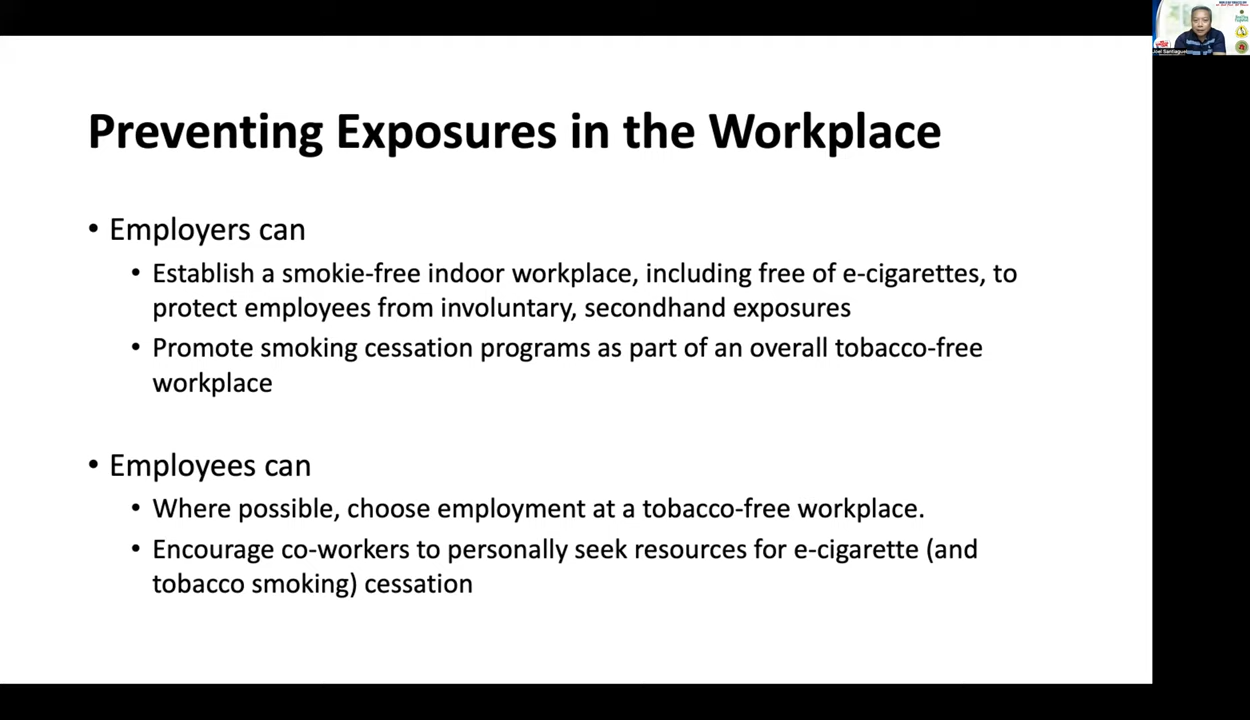 Preventing Exposures in the Workplace
• Employers can
• Establish a smokie-free indoor workplace, including free of e-cigarettes, to
protect employees from involuntary, secondhand exposures
• Promote smoking cessation programs as part of an overall tobacco-free
workplace
• Employees can
• Where possible, choose employment at a tobacco-free workplace.
• Encourage co-workers to personally seek resources for e-cigarette (and
tobacco smoking) cessation
Joel Santiaguel